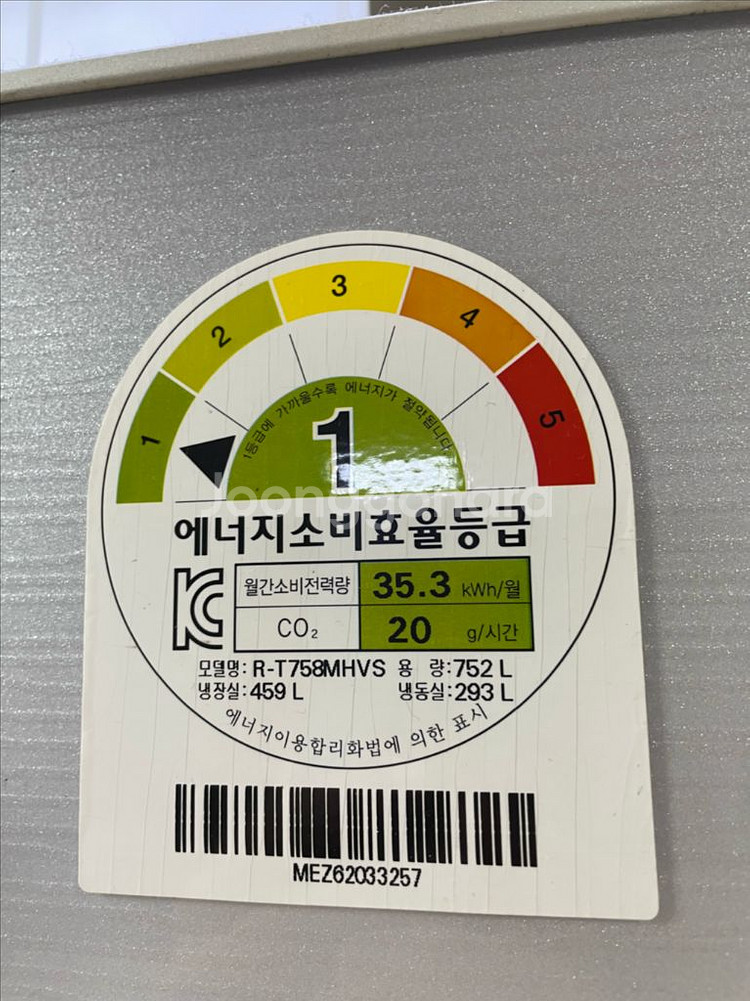 1
2
3
4
5
1등급에 가까울수록 에너지가 절약됩니다
1
Joonggonara
에너지소비효율등급
월간소비전력량 35.3 kWh/월
CO₂ 20 g/시간
모델명: R-T758MHVS 용 량: 752 L
냉장실: 459 L 냉동실: 293 L
에너지이용합리화법에 의한 표시
MEZ62033257